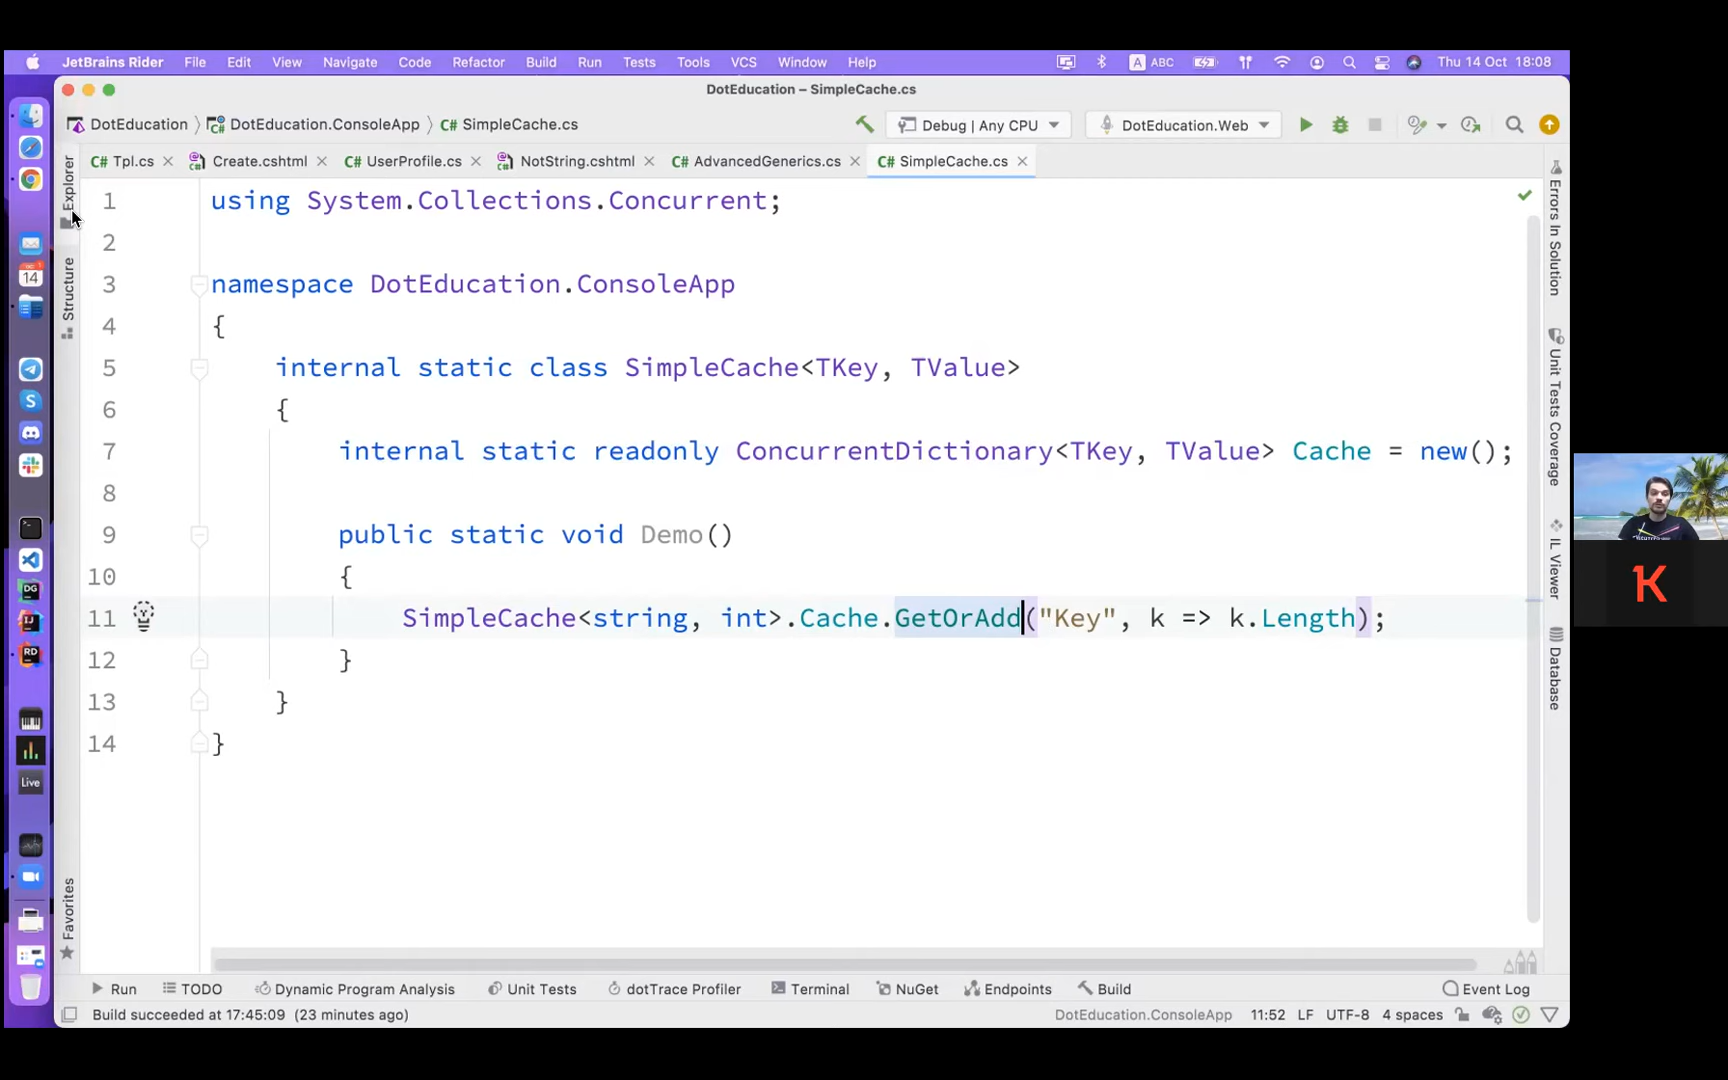 JetBrains Rider File Edit View Navigate Code Refactor Build Run Tests Tools VCS Window Help A ABC Thu 14 Oct 18:08
DotEducation – SimpleCache.cs
DotEducation DotEducation.ConsoleApp C# SimpleCache.cs Debug | Any CPU DotEducation.Web
C# Tpl.cs Create.cshtml C# UserProfile.cs NotString.cshtml C# AdvancedGenerics.cs C# SimpleCache.cs
Explorer
Structure
Favorites
1 using System.Collections.Concurrent;
2
3 namespace DotEducation.ConsoleApp
4 {
5 internal static class SimpleCache<TKey, TValue>
6 {
7 internal static readonly ConcurrentDictionary<TKey, TValue> Cache = new();
8
9 public static void Demo()
10 {
11 SimpleCache<string, int>.Cache.GetOrAdd("Key", k => k.Length);
12 }
13 }
14 }
Errors In Solution
Unit Tests Coverage
IL Viewer
Database
14
DG
IJ
RD
Live
K
Run TODO Dynamic Program Analysis Unit Tests dotTrace Profiler Terminal NuGet Endpoints Build Event Log
Build succeeded at 17:45:09 (23 minutes ago) DotEducation.ConsoleApp 11:52 LF UTF-8 4 spaces